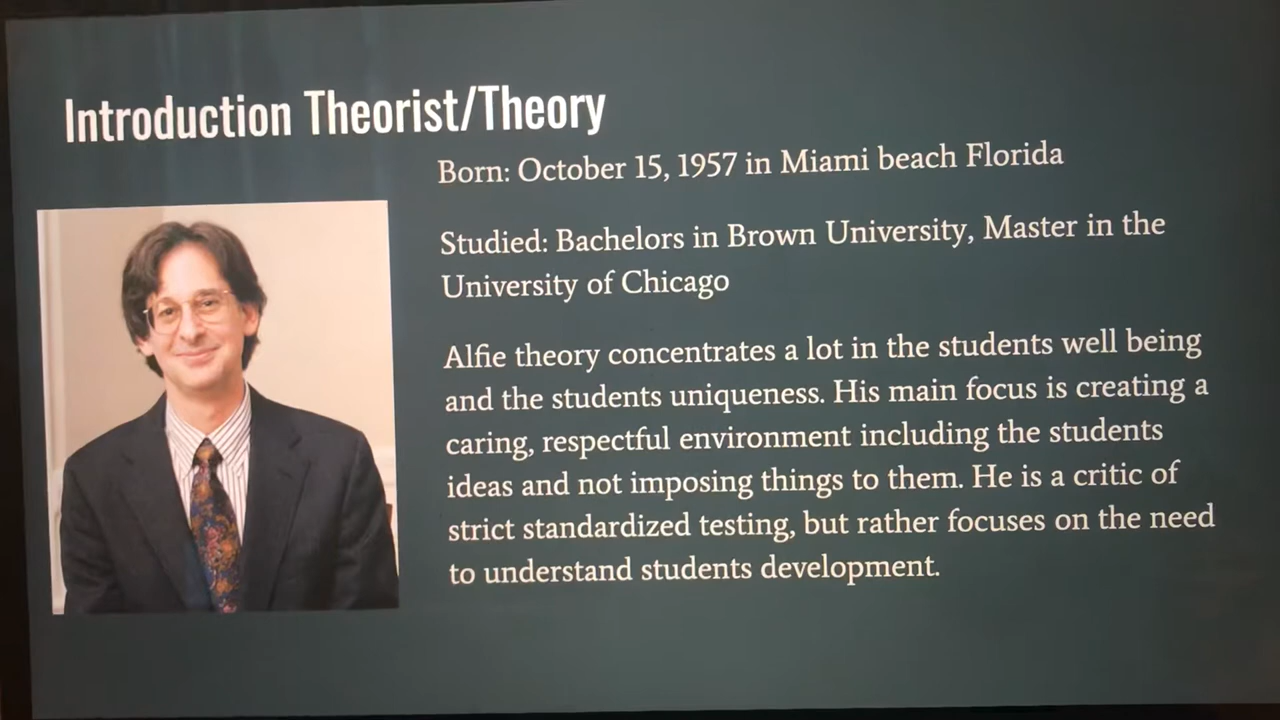 Introduction Theorist/Theory
Born: October 15, 1957 in Miami beach Florida
Studied: Bachelors in Brown University, Master in the
University of Chicago
Alfie theory concentrates a lot in the students well being
and the students uniqueness. His main focus is creating a
caring, respectful environment including the students
ideas and not imposing things to them. He is a critic of
strict standardized testing, but rather focuses on the need
to understand students development.